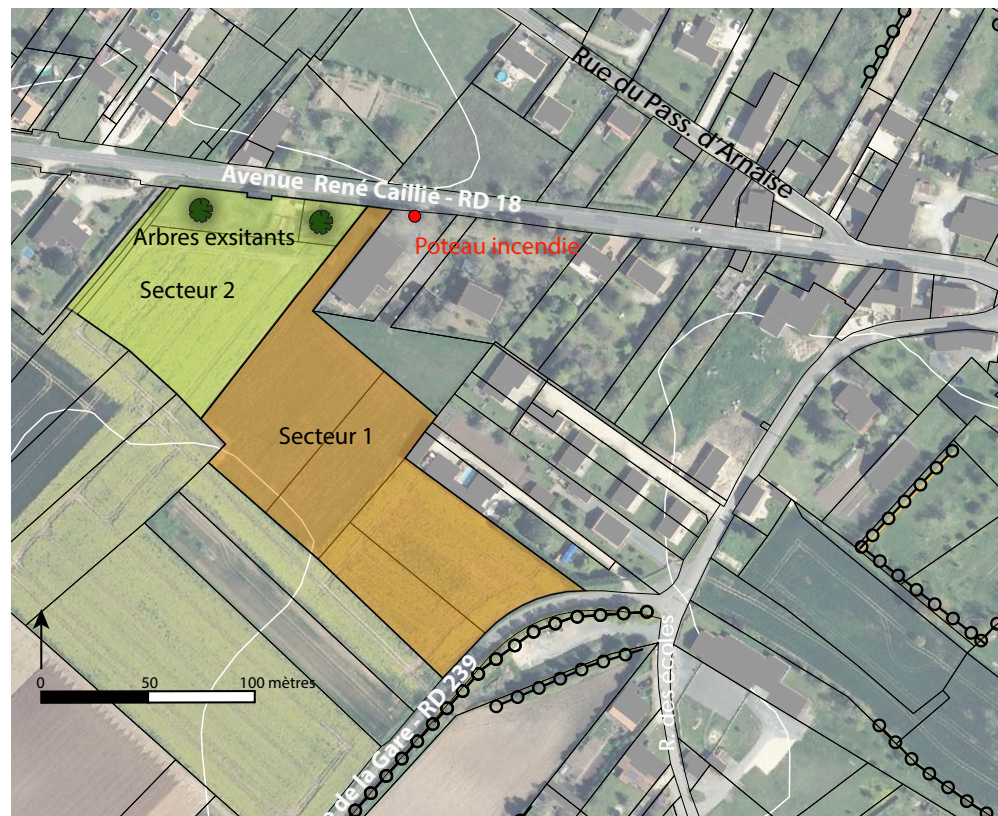 Rue du Pass. d'Arnaise
Avenue René Caillié - RD 18
Arbres exsitants
Poteau incendie
Secteur 2
Secteur 1
0 50 100 mètres
de la Gare - RD 239
R. des écoles